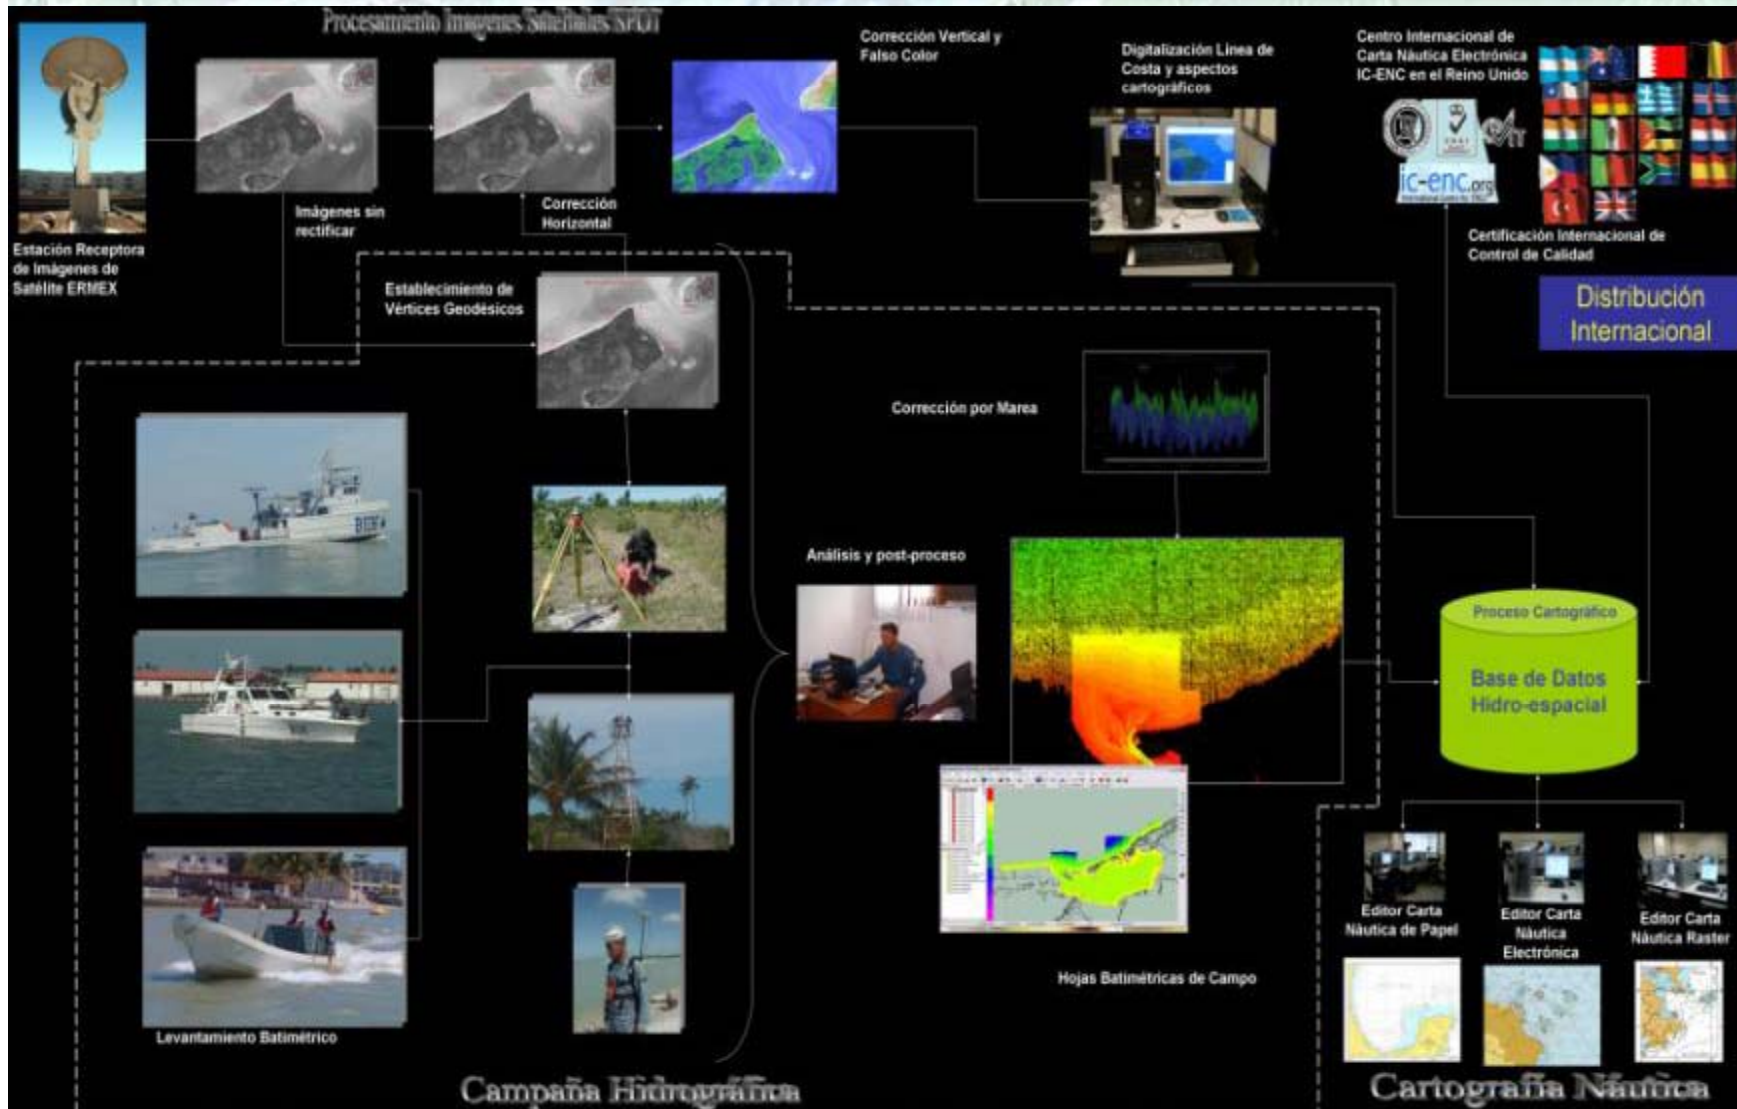 Procesamiento Imagenes Satelitales SPOT
Corrección Vertical y
Falso Color
Digitalización Linea de
Costa y aspectos
cartográficos
Centro Internacional de
Carta Náutica Electrónica
IC-ENC en el Reino Unido
ic-enc.org
Imágenes sin
rectificar
Corrección
Horizontal
Certificación Internacional de
Control de Calidad
Estación Receptora
de Imágenes de
Satélite ERMEX
Distribución
Internacional
Establecimiento de
Vértices Geodésicos
Corrección por Marea
Análisis y post-proceso
Proceso Cartográfico
Base de Datos
Hidro-espacial
Editor Carta
Náutica de Papel
Editor Carta
Náutica
Electrónica
Editor Carta
Náutica Raster
Hojas Batimétricas de Campo
Levantamiento Batimétrico
Campaña Hidrográfica
Cartografía Náutica